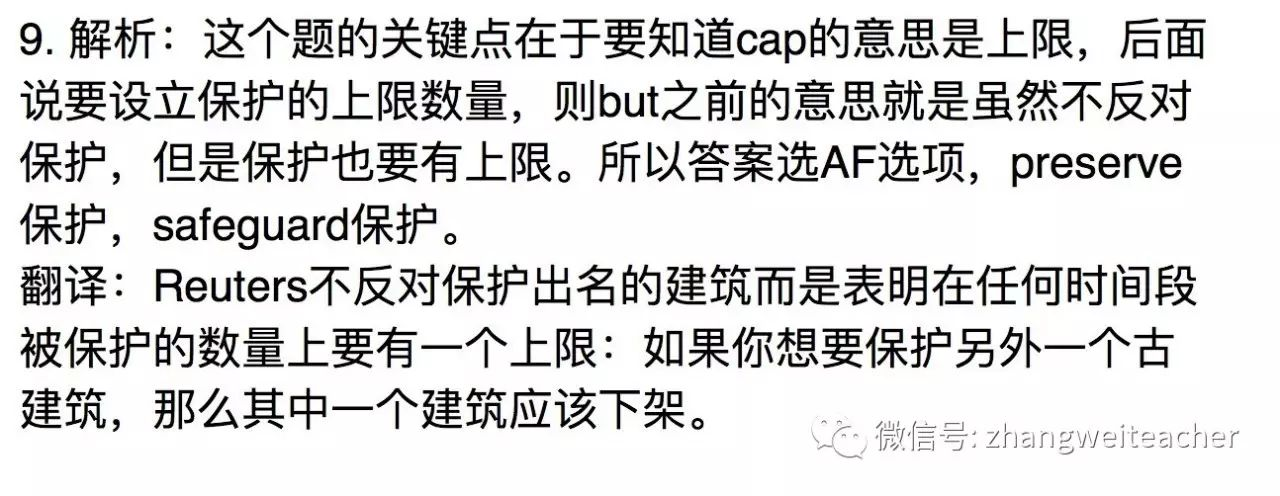 9. 解析：这个题的关键点在于要知道cap的意思是上限，后面
说要设立保护的上限数量，则but之前的意思就是虽然不反对
保护，但是保护也要有上限。所以答案选AF选项，preserve
保护，safeguard保护。
翻译：Reuters不反对保护出名的建筑而是表明在任何时间段
被保护的数量上要有一个上限：如果你想要保护另外一个古
建筑，那么其中一个建筑应该下架。
微信号: zhangweiteacher